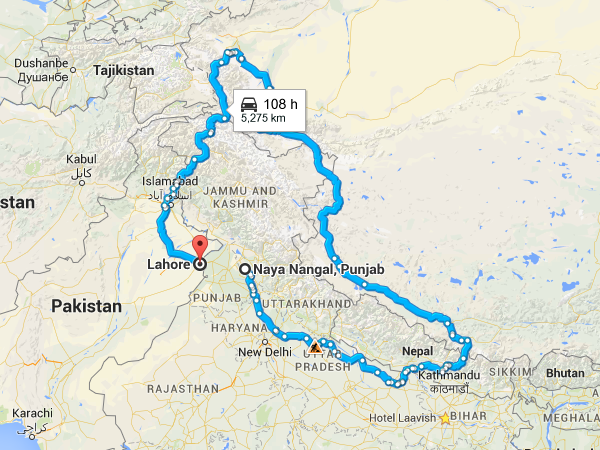 Dushanbe
Душанбе
Tajikistan
108 h
5,275 km
Kabul
کابل
Islamabad
اسلام آباد
JAMMU AND
KASHMIR
stan
Lahore
Naya Nangal, Punjab
Pakistan
PUNJAB
UTTARAKHAND
HARYANA
New Delhi
UTTAR
PRADESH
Nepal
Kathmandu
काठमाडौं
SIKKIM
Bhutan
RAJASTHAN
Karachi
کراچی
Hotel Laavish
BIHAR
MEGHALA